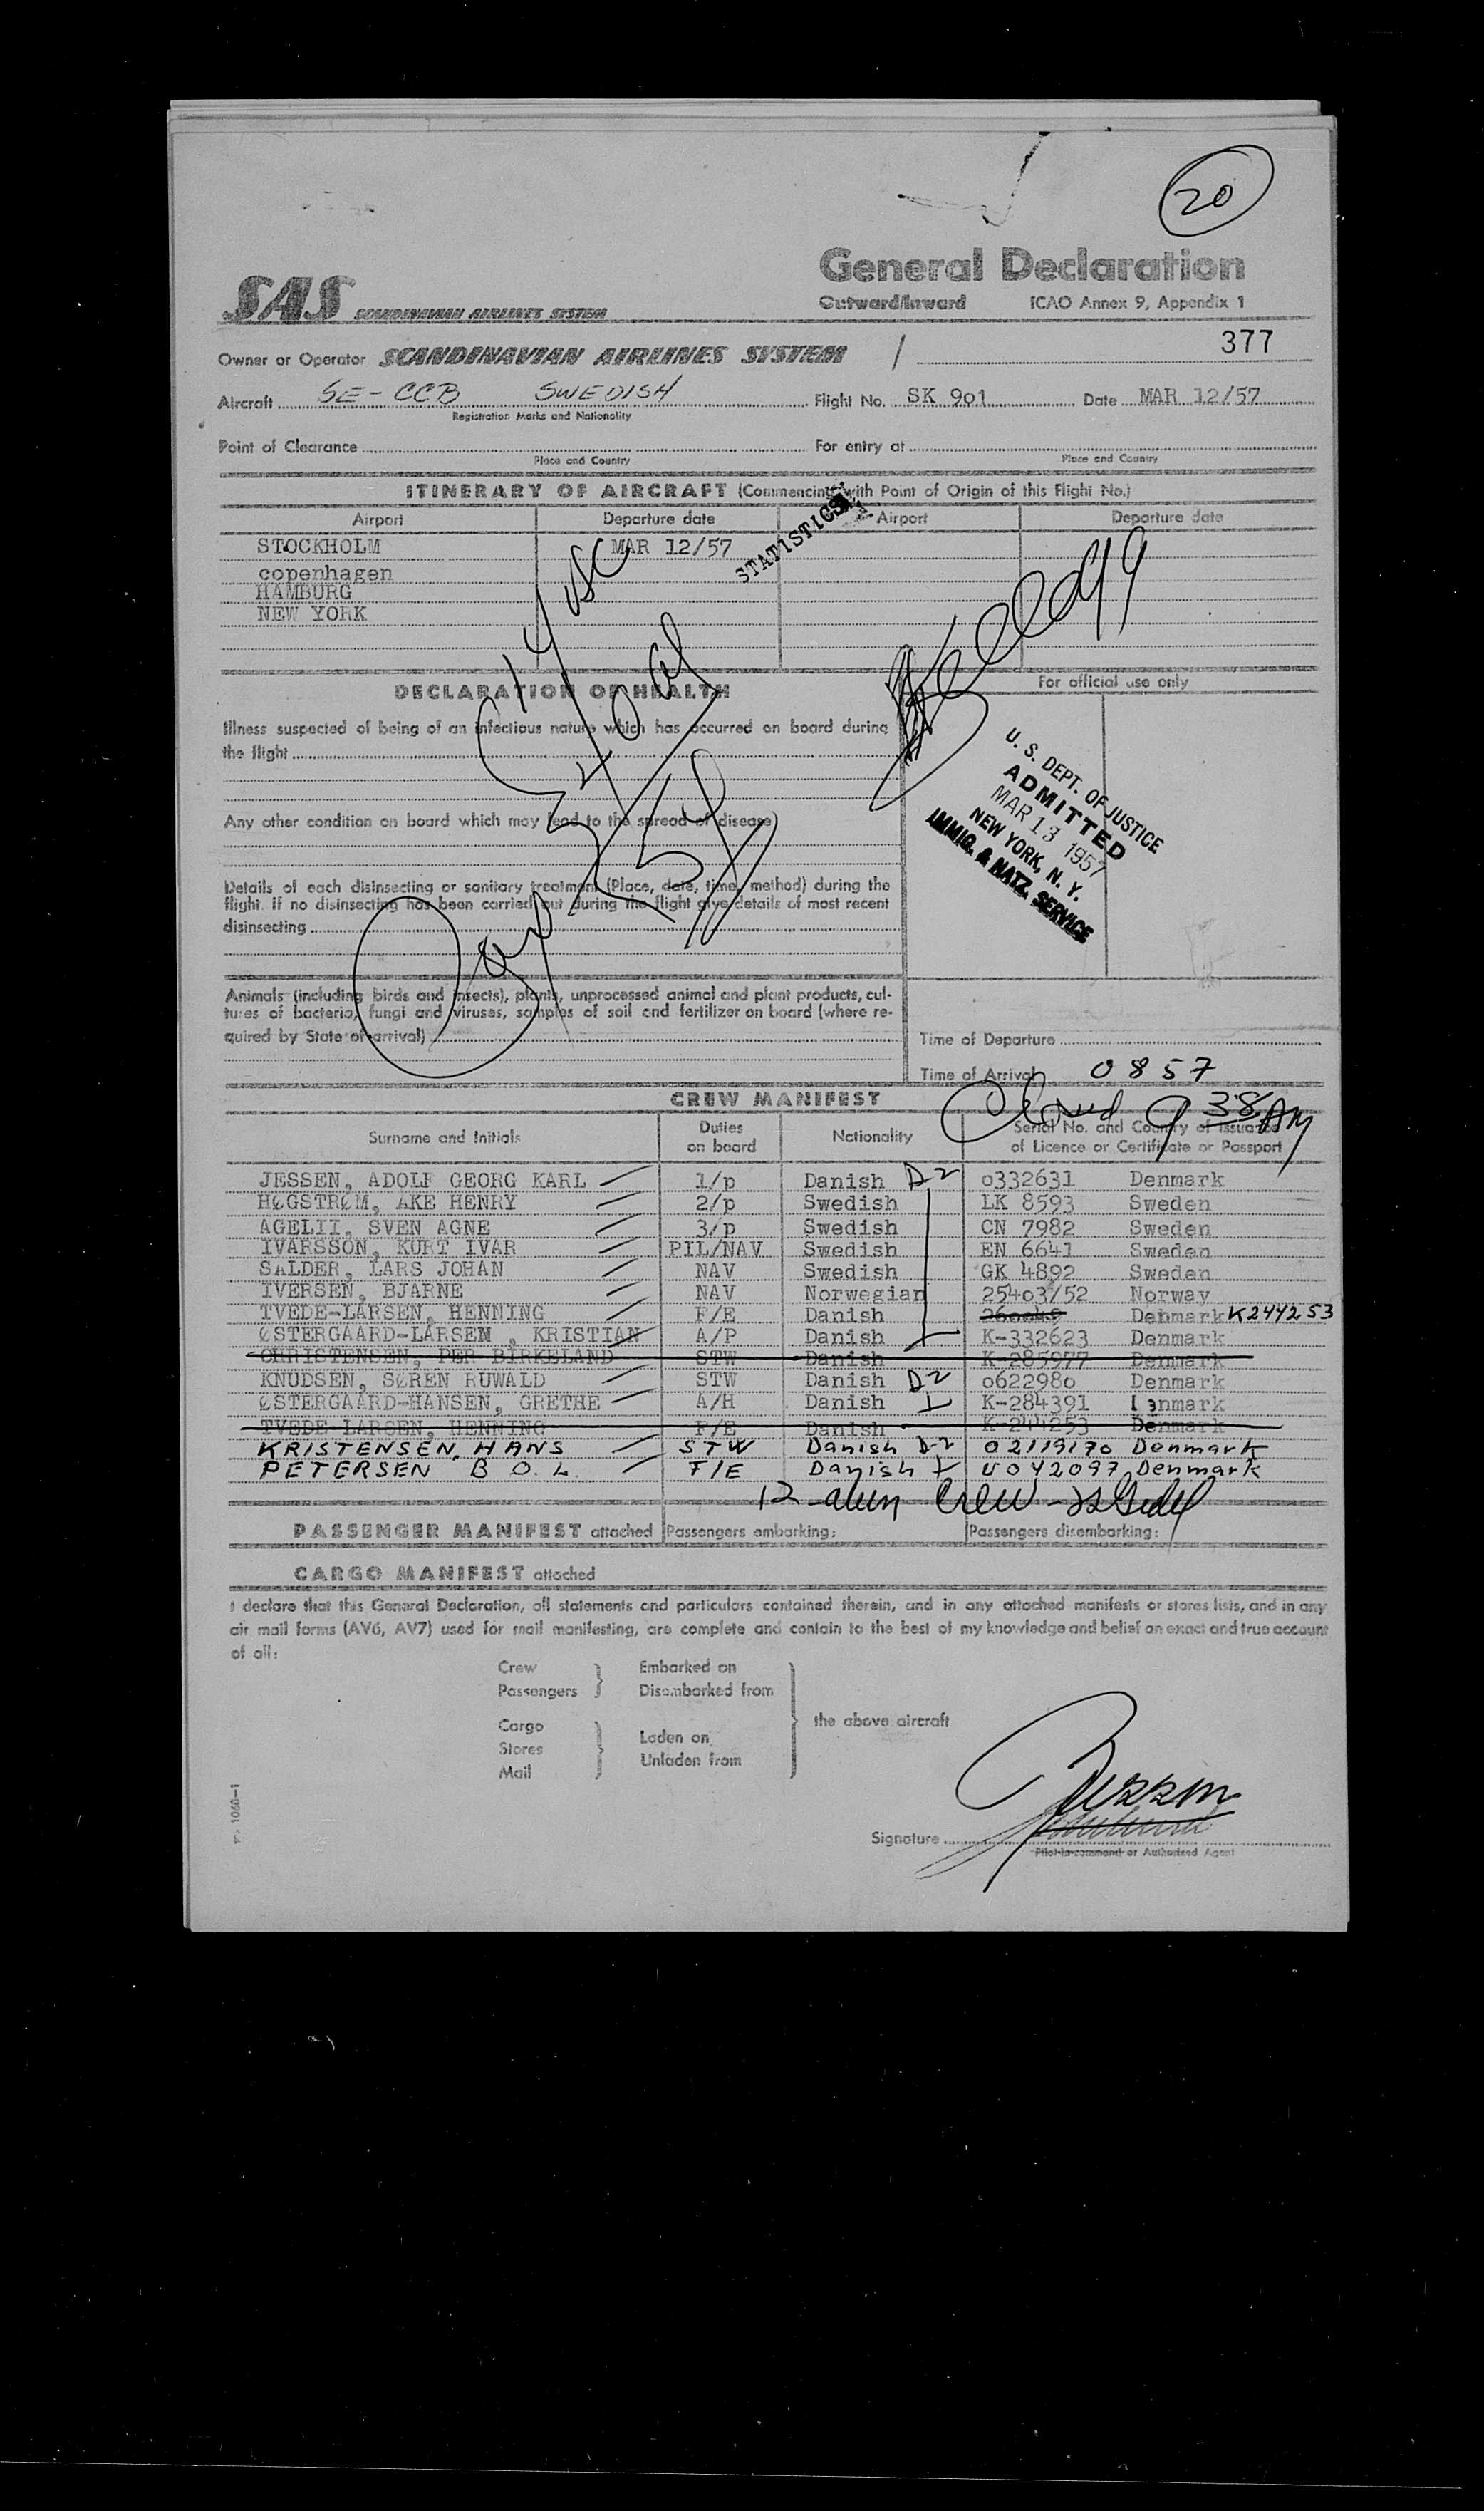 20
General Declaration
Outward/Inward ICAO Annex 9, Appendix 1
SAS SCANDINAVIAN AIRLINES SYSTEM
377
Owner or Operator SCANDINAVIAN AIRLINES SYSTEM /
Aircraft SE-CCB SWEDISH Flight No. SK 901 Date MAR 12/57
Registration Marks and Nationality
Point of Clearance For entry at
Place and Country Place and Country
ITINERARY OF AIRCRAFT (Commencing with Point of Origin of this Flight No.)
Airport Departure date Airport Departure date
STOCKHOLM MAR 12/57
copenhagen
HAMBURG
NEW YORK
STATISTICS
14 USC
40 al
54
DECLARATION OF HEALTH
For official use only
Illness suspected of being of an infectious nature which has occurred on board during
the flight
Any other condition on board which may lead to the spread of disease)
Details of each disinsecting or sanitary treatment (Place, date, time, method) during the
flight. If no disinsecting has been carried out during the flight give details of most recent
disinsecting
U. S. DEPT. OF JUSTICE
ADMITTED
MAR 13 1957
NEW YORK, N. Y.
IMMIG. & NATZ. SERVICE
Animals (including birds and insects), plants, unprocessed animal and plant products, cul-
tures of bacteria, fungi and viruses, samples of soil and fertilizer on board (where re-
quired by State of arrival)
Time of Departure
Time of Arrival 0857
Closed 9 38 AM
CREW MANIFEST
Surname and Initials Duties on board Nationality Serial No. and Country of Issuance of Licence or Certificate or Passport
JESSEN, ADOLF GEORG KARL 1/p Danish D-2 0332631 Denmark
HØGSTRØM, AKE HENRY 2/p Swedish LK 8593 Sweden
AGELII, SVEN AGNE 3/p Swedish CN 7982 Sweden
IVARSSON, KURT IVAR PIL/NAV Swedish EN 6641 Sweden
SALDER, LARS JOHAN NAV Swedish GK 4892 Sweden
IVERSEN, BJARNE NAV Norwegian 25403/52 Norway
TVEDE-LARSEN, HENNING F/E Danish Denmark K244253
ØSTERGAARD-LARSEN , KRISTIAN A/P Danish K-332623 Denmark
CHRISTENSEN, PER BIRKELAND STW Danish K-285977 Denmark
KNUDSEN, SØREN RUWALD STW Danish D-2 0622980 Denmark
ØSTERGAARD-HANSEN, GRETHE A/H Danish K-284391 Denmark
TVEDE-LARSEN, HENNING F/E Danish K-244253 Denmark
KRISTENSEN, HANS STW Danish D-2 02119170 Denmark
PETERSEN B O. L. F/E Danish U042097 Denmark
12 alien Crew
PASSENGER MANIFEST attached Passengers embarking: Passengers disembarking:
CARGO MANIFEST attached
I declare that this General Declaration, all statements and particulars contained therein, and in any attached manifests or stores lists, and in any
air mail forms (AV6, AV7) used for mail manifesting, are complete and contain to the best of my knowledge and belief an exact and true account
of all:
Crew Embarked on
Passengers Disembarked from
the above aircraft
Cargo
Stores Laden on
Mail Unladen from
Signature
Pilot-in-command or Authorised Agent